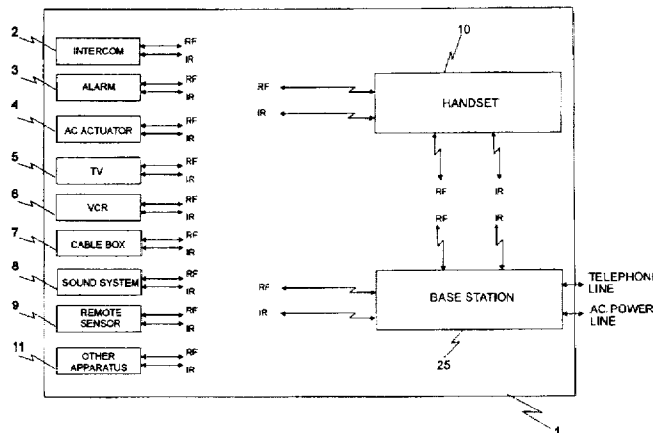 2
INTERCOM
RF
IR
3
ALARM
RF
IR
4
AC ACTUATOR
RF
IR
5
TV
RF
IR
6
VCR
RF
IR
7
CABLE BOX
RF
IR
8
SOUND SYSTEM
RF
IR
9
REMOTE
SENSOR
RF
IR
11
OTHER
APPARATUS
RF
IR
10
RF
IR
HANDSET
RF IR
RF IR
RF
IR
BASE STATION
TELEPHONE
LINE
AC POWER
LINE
25
1